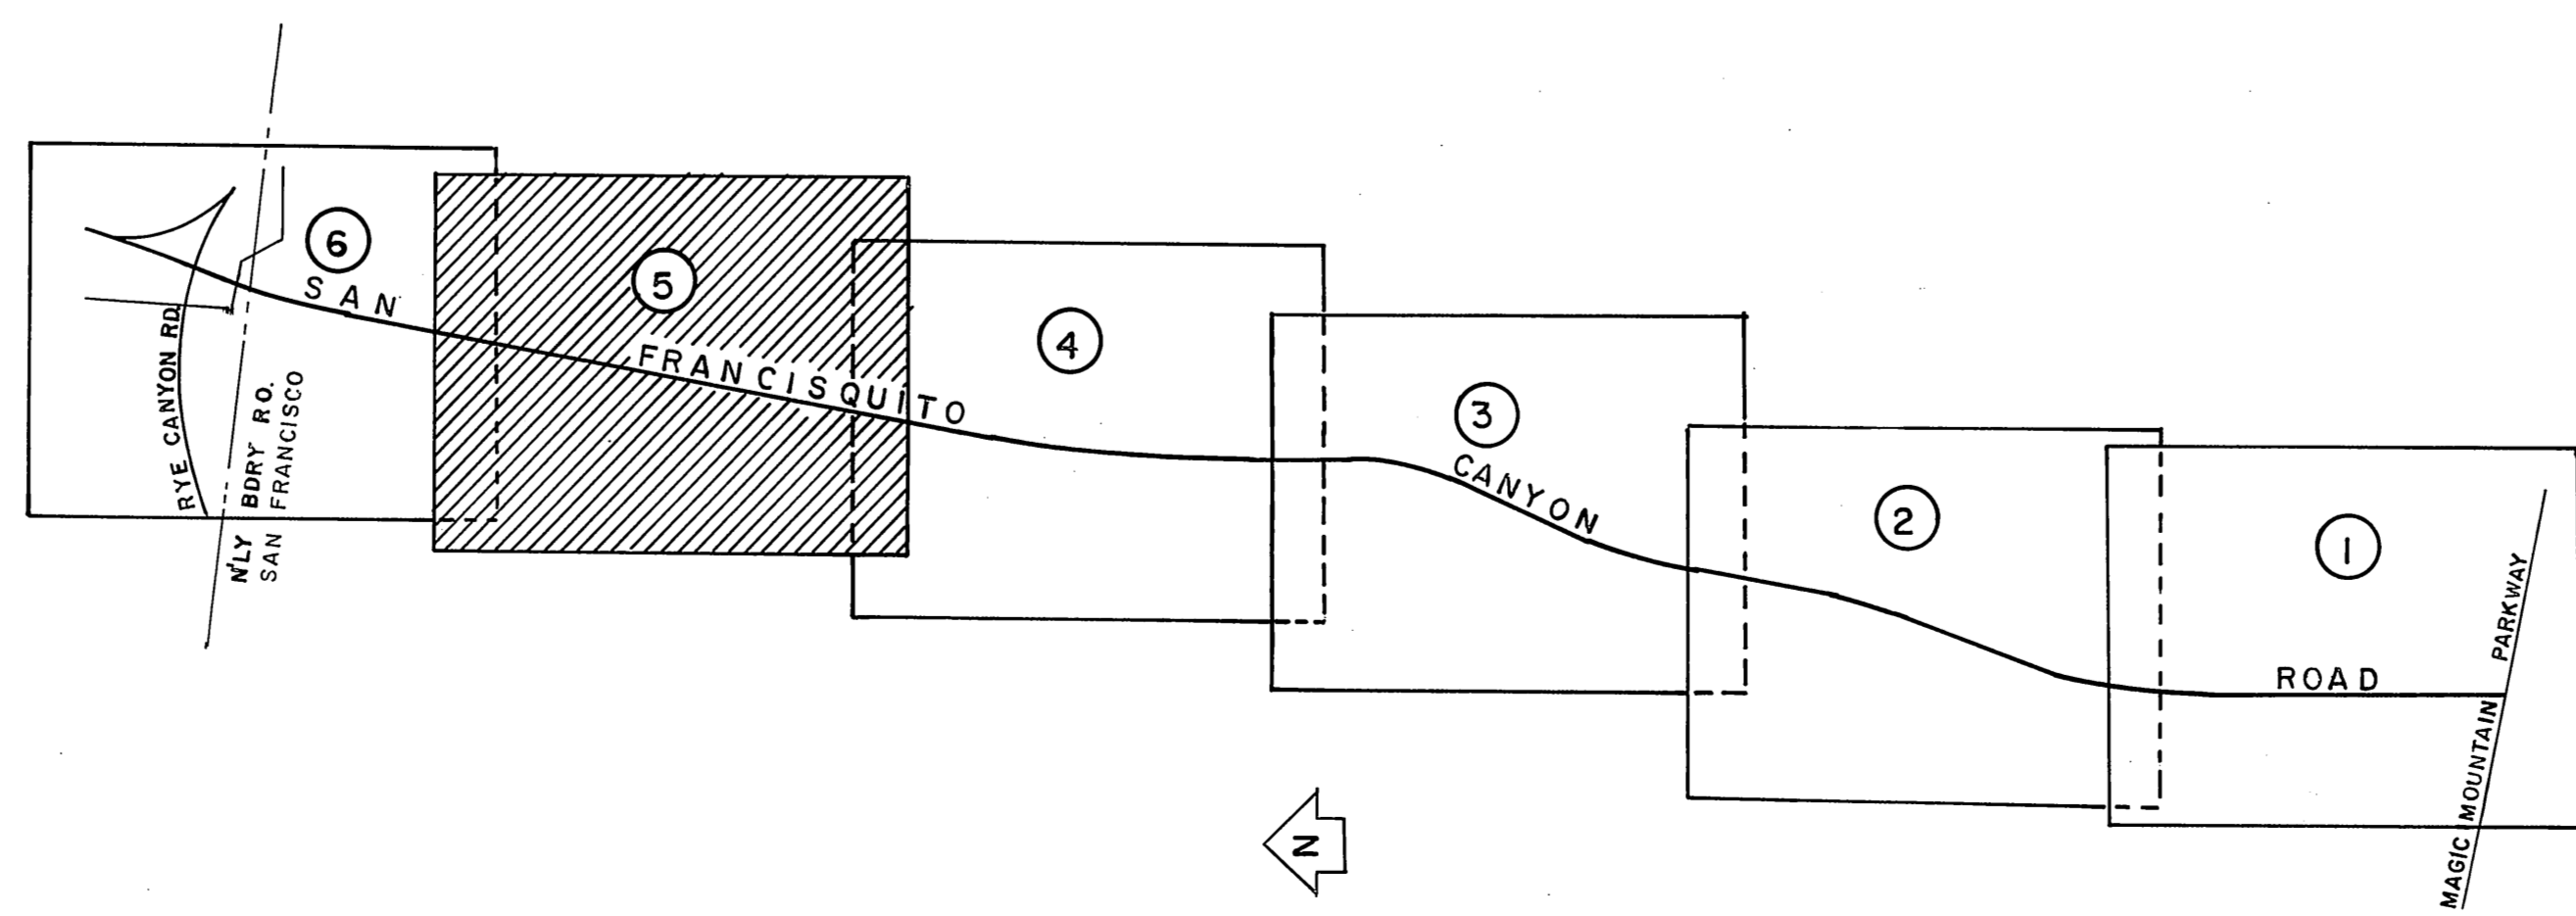 6
5
4
3
2
1
SAN FRANCISQUITO CANYON ROAD
RYE CANYON RD.
N'LY BDRY RO.
SAN FRANCISCO
MAGIC MOUNTAIN PARKWAY
N